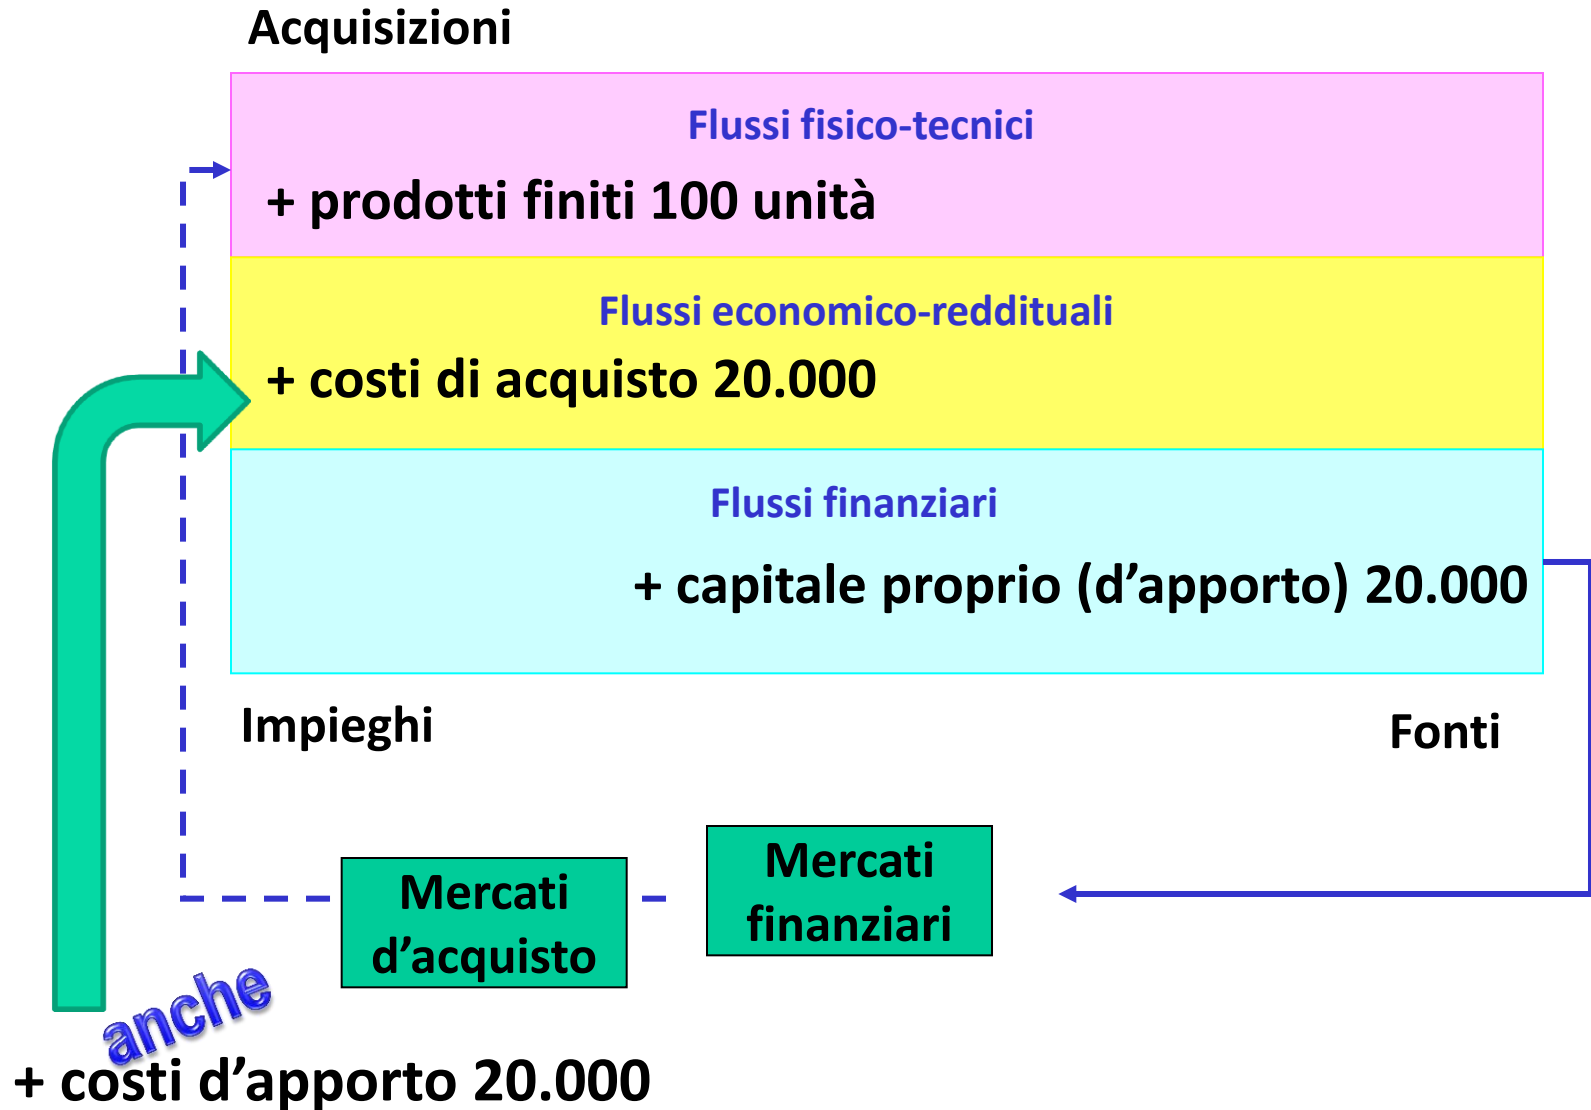 Acquisizioni
Flussi fisico-tecnici
+ prodotti finiti 100 unità
Flussi economico-reddituali
+ costi di acquisto 20.000
Flussi finanziari
+ capitale proprio (d’apporto) 20.000
Impieghi
Fonti
Mercati
d’acquisto
Mercati
finanziari
anche
+ costi d’apporto 20.000